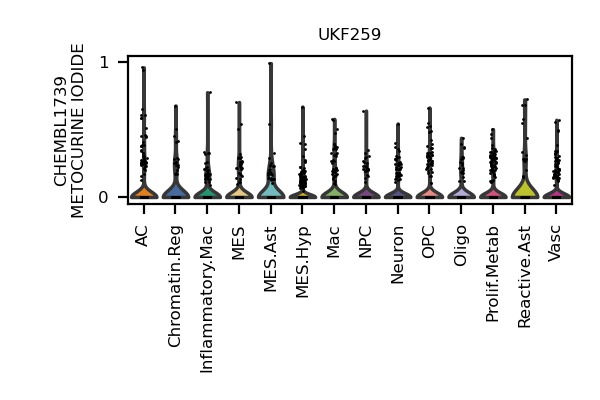 UKF259
CHEMBL1739
METOCURINE IODIDE
1
0
AC
Chromatin.Reg
Inflammatory.Mac
MES
MES.Ast
MES.Hyp
Mac
NPC
Neuron
OPC
Oligo
Prolif.Metab
Reactive.Ast
Vasc